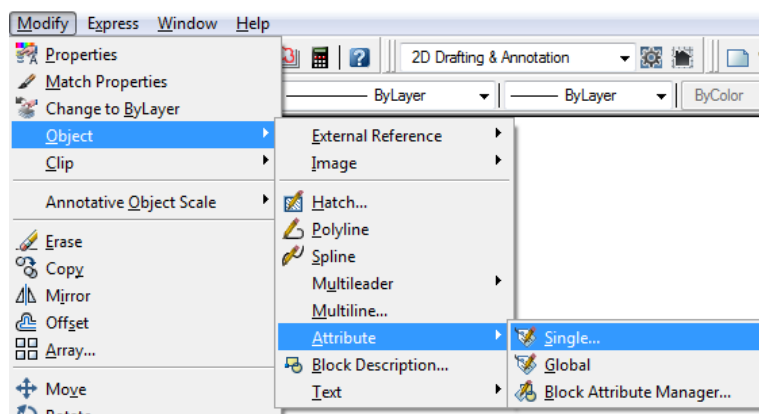 Modify Express Window Help
Properties
2D Drafting & Annotation
Match Properties
Change to ByLayer
ByLayer ByLayer ByColor
Object
External Reference
Clip
Image
Annotative Object Scale
Hatch...
Polyline
Erase
Spline
Copy
Multileader
Mirror
Multiline...
Offset
Attribute
Single...
Array...
Block Description...
Global
Move
Text
Block Attribute Manager...
Rotate